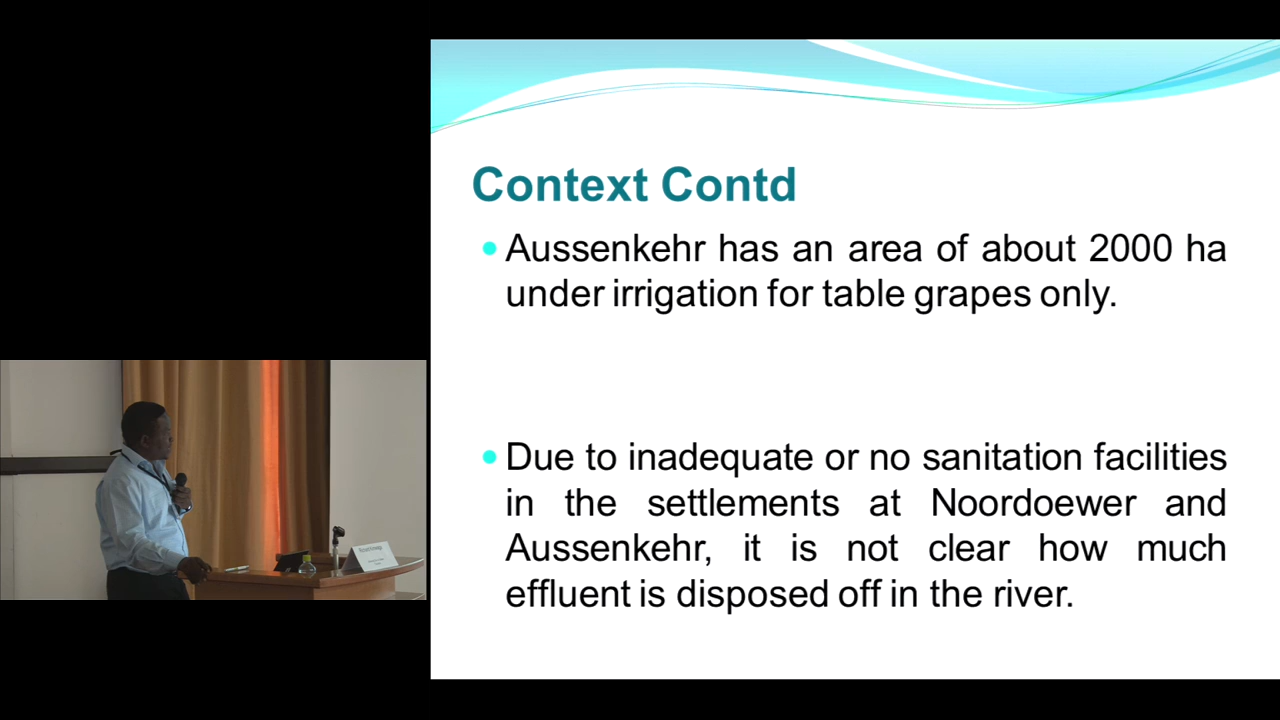 Context Contd
Aussenkehr has an area of about 2000 ha
under irrigation for table grapes only.
Due to inadequate or no sanitation facilities
in the settlements at Noordoewer and
Aussenkehr, it is not clear how much
effluent is disposed off in the river.